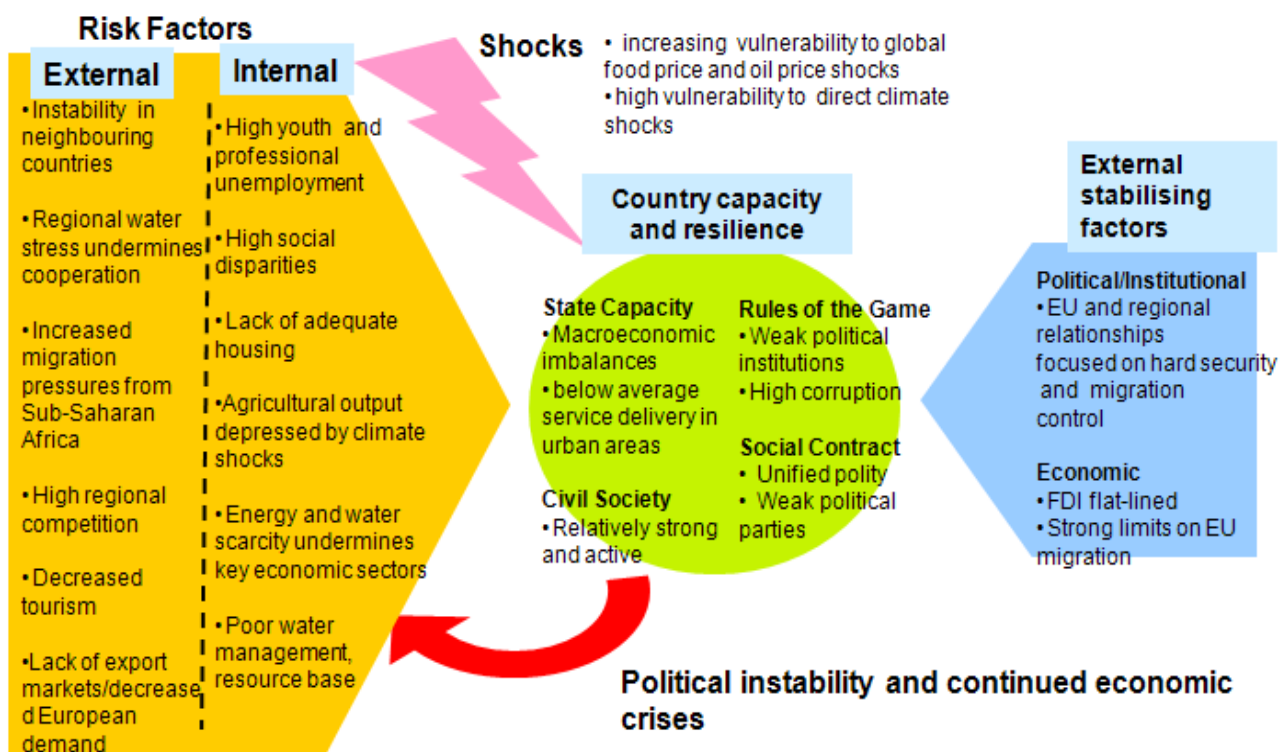 Risk Factors
External
•Instability in
neighbouring
countries
•Regional water
stress undermines
cooperation
•Increased
migration
pressures from
Sub-Saharan
Africa
•High regional
competition
•Decreased
tourism
•Lack of export
markets/decrease
d European
demand
Internal
•High youth and
professional
unemployment
•High social
disparities
•Lack of adequate
housing
•Agricultural output
depressed by climate
shocks
•Energy and water
scarcity undermines
key economic sectors
•Poor water
management,
resource base
Shocks
• increasing vulnerability to global
food price and oil price shocks
•high vulnerability to direct climate
shocks
Country capacity
and resilience
State Capacity
•Macroeconomic
imbalances
•below average
service delivery in
urban areas
Civil Society
•Relatively strong
and active
Rules of the Game
•Weak political
institutions
•High corruption
Social Contract
• Unified polity
• Weak political
parties
External
stabilising
factors
Political/Institutional
•EU and regional
relationships
focused on hard security
and migration
control
Economic
• FDI flat-lined
•Strong limits on EU
migration
Political instability and continued economic
crises